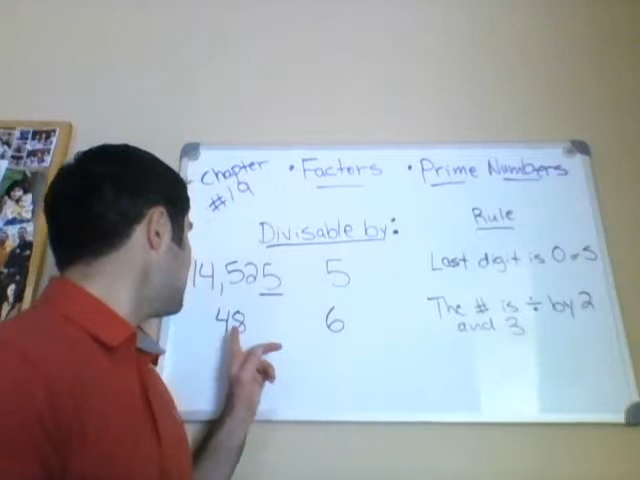 Chapter #19 • Factors • Prime Numbers
Divisable by: Rule
14,525 5 Last digit is 0 or 5
48 6 The # is ÷ by 2
and 3